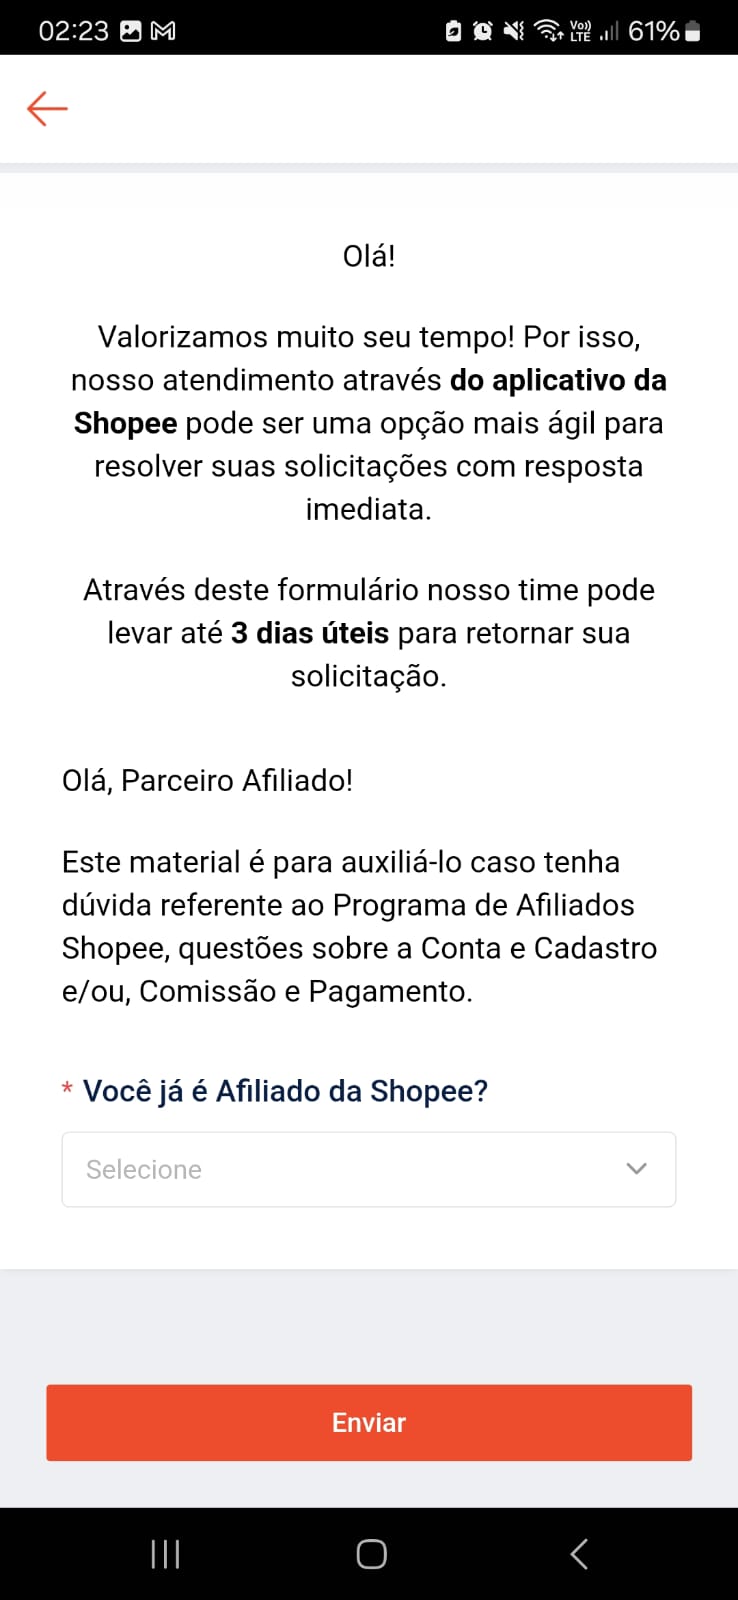 02:23
Vo))
LTE
61%
Olá!
Valorizamos muito seu tempo! Por isso,
nosso atendimento através do aplicativo da
Shopee pode ser uma opção mais ágil para
resolver suas solicitações com resposta
imediata.
Através deste formulário nosso time pode
levar até 3 dias úteis para retornar sua
solicitação.
Olá, Parceiro Afiliado!
Este material é para auxiliá-lo caso tenha
dúvida referente ao Programa de Afiliados
Shopee, questões sobre a Conta e Cadastro
e/ou, Comissão e Pagamento.
* Você já é Afiliado da Shopee?
Selecione
Enviar